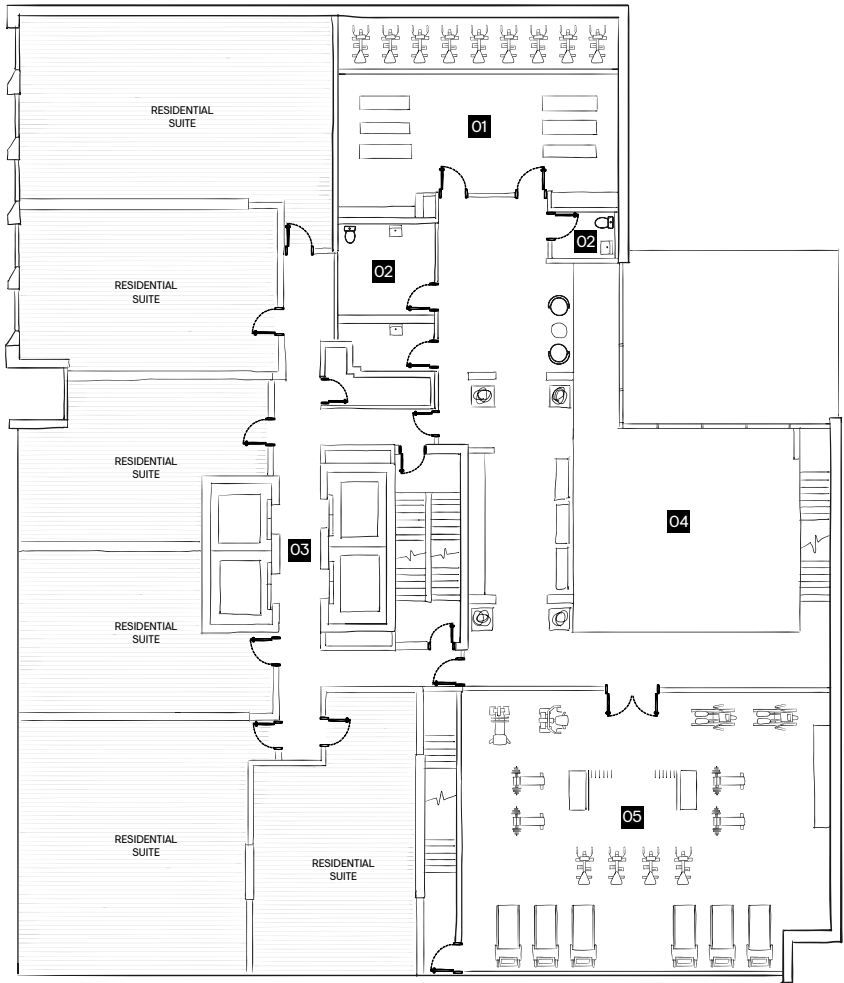 RESIDENTIAL
SUITE
01
02
RESIDENTIAL
SUITE
02
RESIDENTIAL
SUITE
03
04
RESIDENTIAL
SUITE
05
RESIDENTIAL
SUITE
RESIDENTIAL
SUITE